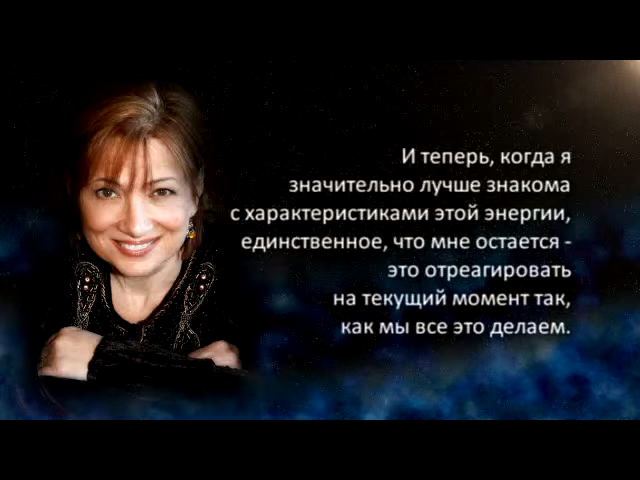 И теперь, когда я
значительно лучше знакома
с характеристиками этой энергии,
единственное, что мне остается -
это отреагировать
на текущий момент так,
как мы все это делаем.